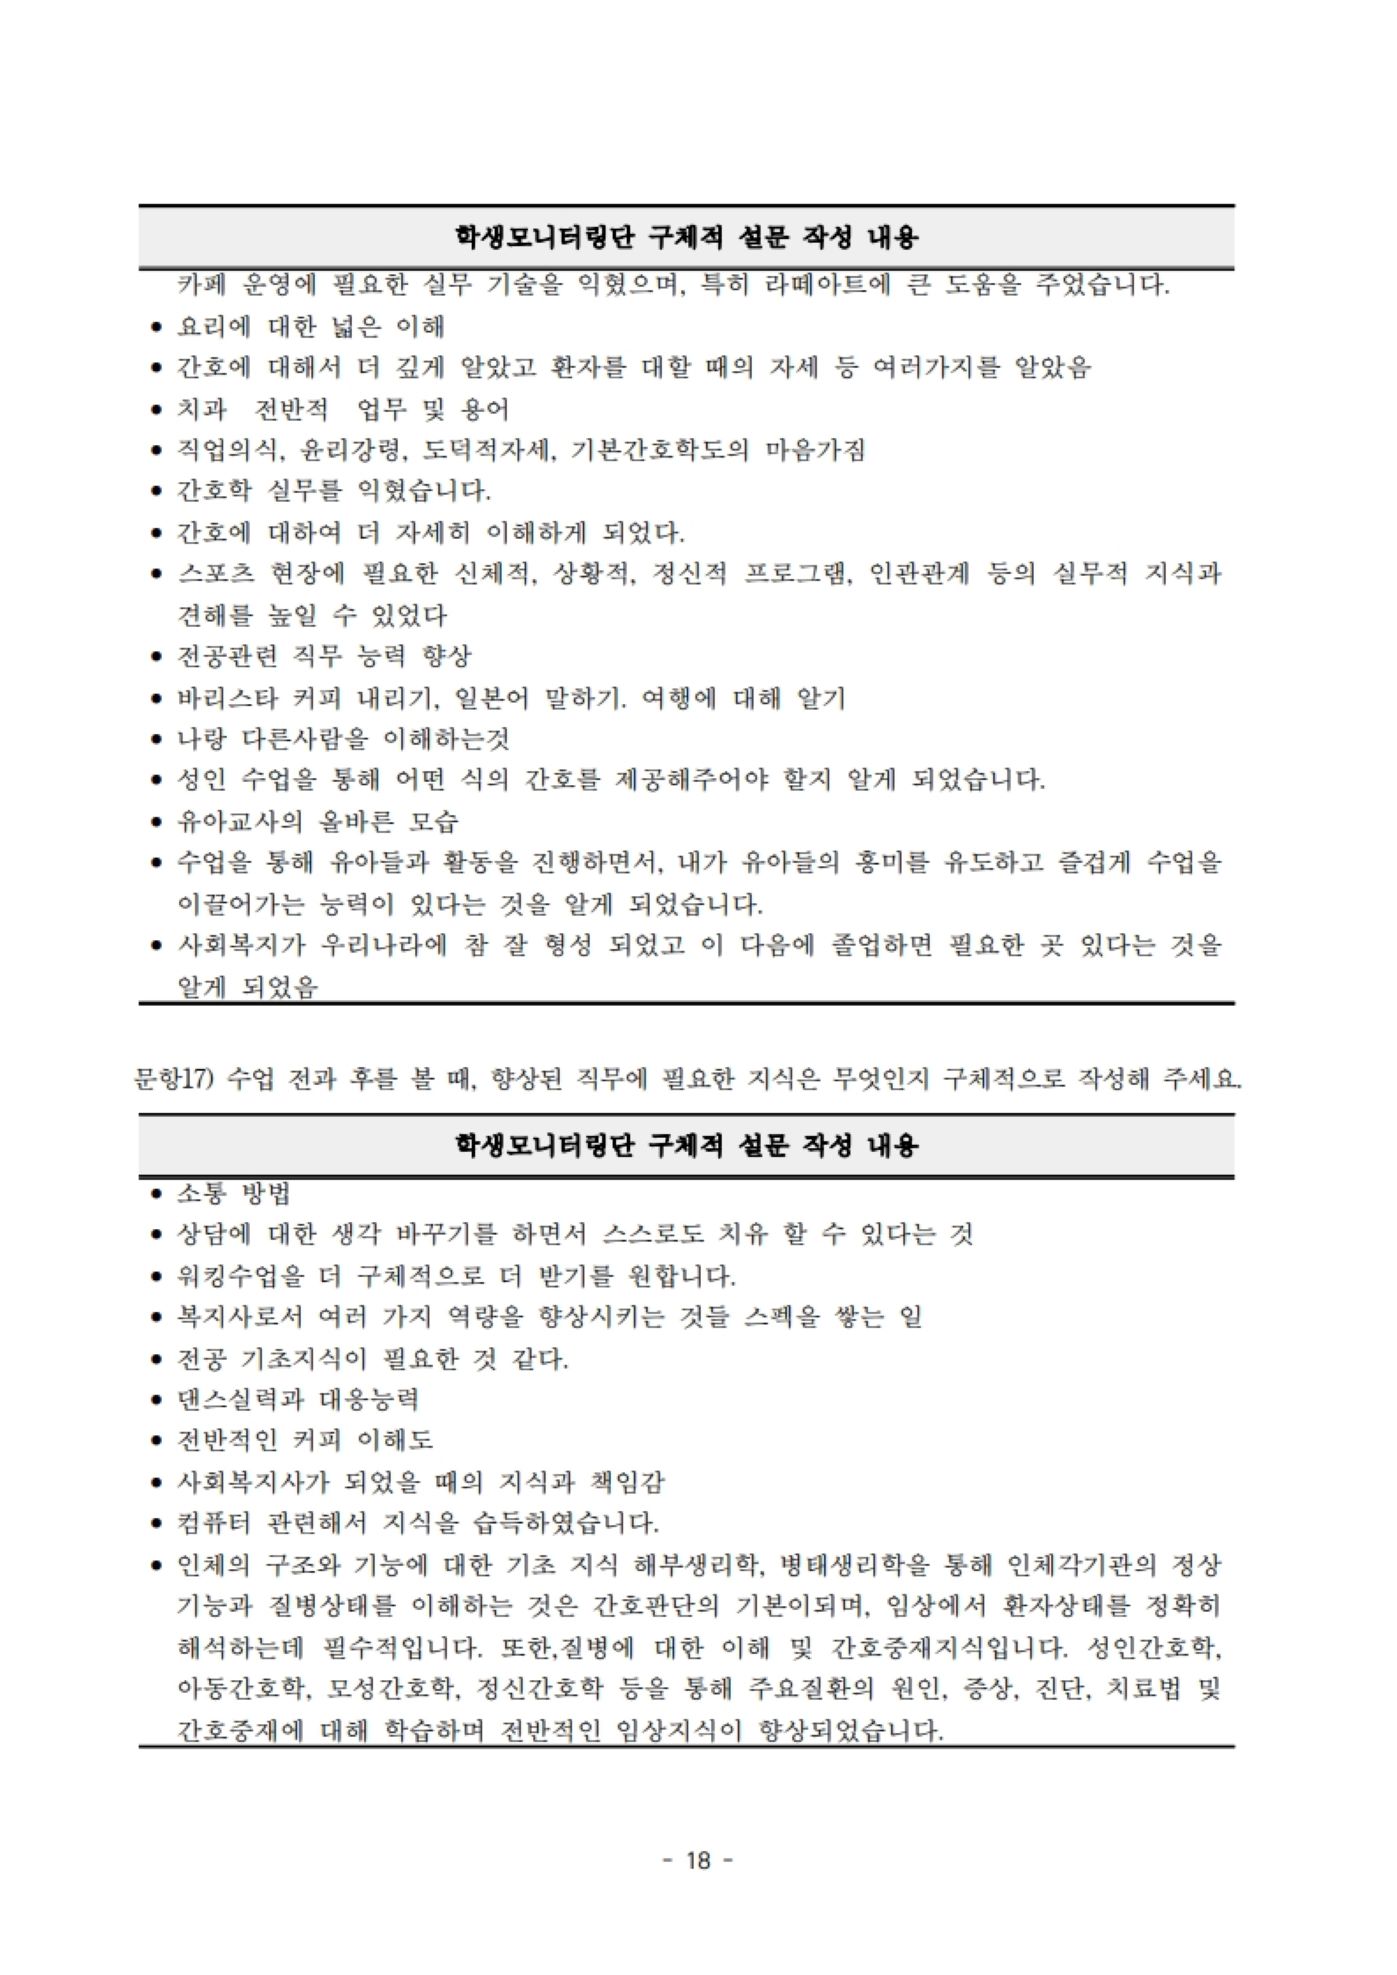 학생모니터링단 구체적 설문 작성 내용
카페 운영에 필요한 실무 기술을 익혔으며, 특히 라떼아트에 큰 도움을 주었습니다.
• 요리에 대한 넓은 이해
• 간호에 대해서 더 깊게 알았고 환자를 대할 때의 자세 등 여러가지를 알았음
• 치과 전반적 업무 및 용어
• 직업의식, 윤리강령, 도덕적자세, 기본간호학도의 마음가짐
• 간호학 실무를 익혔습니다.
• 간호에 대하여 더 자세히 이해하게 되었다.
• 스포츠 현장에 필요한 신체적, 상황적, 정신적 프로그램, 인관관계 등의 실무적 지식과
견해를 높일 수 있었다
• 전공관련 직무 능력 향상
• 바리스타 커피 내리기, 일본어 말하기. 여행에 대해 알기
• 나랑 다른사람을 이해하는것
• 성인 수업을 통해 어떤 식의 간호를 제공해주어야 할지 알게 되었습니다.
• 유아교사의 올바른 모습
• 수업을 통해 유아들과 활동을 진행하면서, 내가 유아들의 흥미를 유도하고 즐겁게 수업을
이끌어가는 능력이 있다는 것을 알게 되었습니다.
• 사회복지가 우리나라에 참 잘 형성 되었고 이 다음에 졸업하면 필요한 곳 있다는 것을
알게 되었음
문항17) 수업 전과 후를 볼 때, 향상된 직무에 필요한 지식은 무엇인지 구체적으로 작성해 주세요.
학생모니터링단 구체적 설문 작성 내용
• 소통 방법
• 상담에 대한 생각 바꾸기를 하면서 스스로도 치유 할 수 있다는 것
• 워킹수업을 더 구체적으로 더 받기를 원합니다.
• 복지사로서 여러 가지 역량을 향상시키는 것들 스펙을 쌓는 일
• 전공 기초지식이 필요한 것 같다.
• 댄스실력과 대응능력
• 전반적인 커피 이해도
• 사회복지사가 되었을 때의 지식과 책임감
• 컴퓨터 관련해서 지식을 습득하였습니다.
• 인체의 구조와 기능에 대한 기초 지식 해부생리학, 병태생리학을 통해 인체각기관의 정상
기능과 질병상태를 이해하는 것은 간호판단의 기본이되며, 임상에서 환자상태를 정확히
해석하는데 필수적입니다. 또한,질병에 대한 이해 및 간호중재지식입니다. 성인간호학,
아동간호학, 모성간호학, 정신간호학 등을 통해 주요질환의 원인, 증상, 진단, 치료법 및
간호중재에 대해 학습하며 전반적인 임상지식이 향상되었습니다.
- 18 -